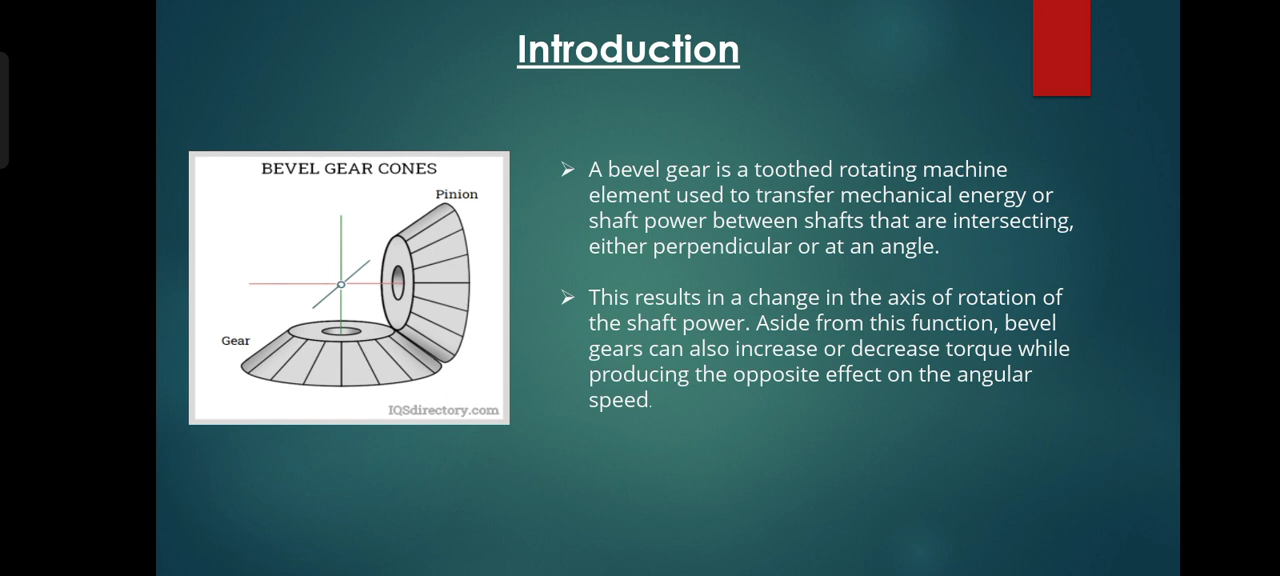 Introduction
BEVEL GEAR CONES
Pinion
Gear
IQSdirectory.com
➢ A bevel gear is a toothed rotating machine
element used to transfer mechanical energy or
shaft power between shafts that are intersecting,
either perpendicular or at an angle.
➢ This results in a change in the axis of rotation of
the shaft power. Aside from this function, bevel
gears can also increase or decrease torque while
producing the opposite effect on the angular
speed.